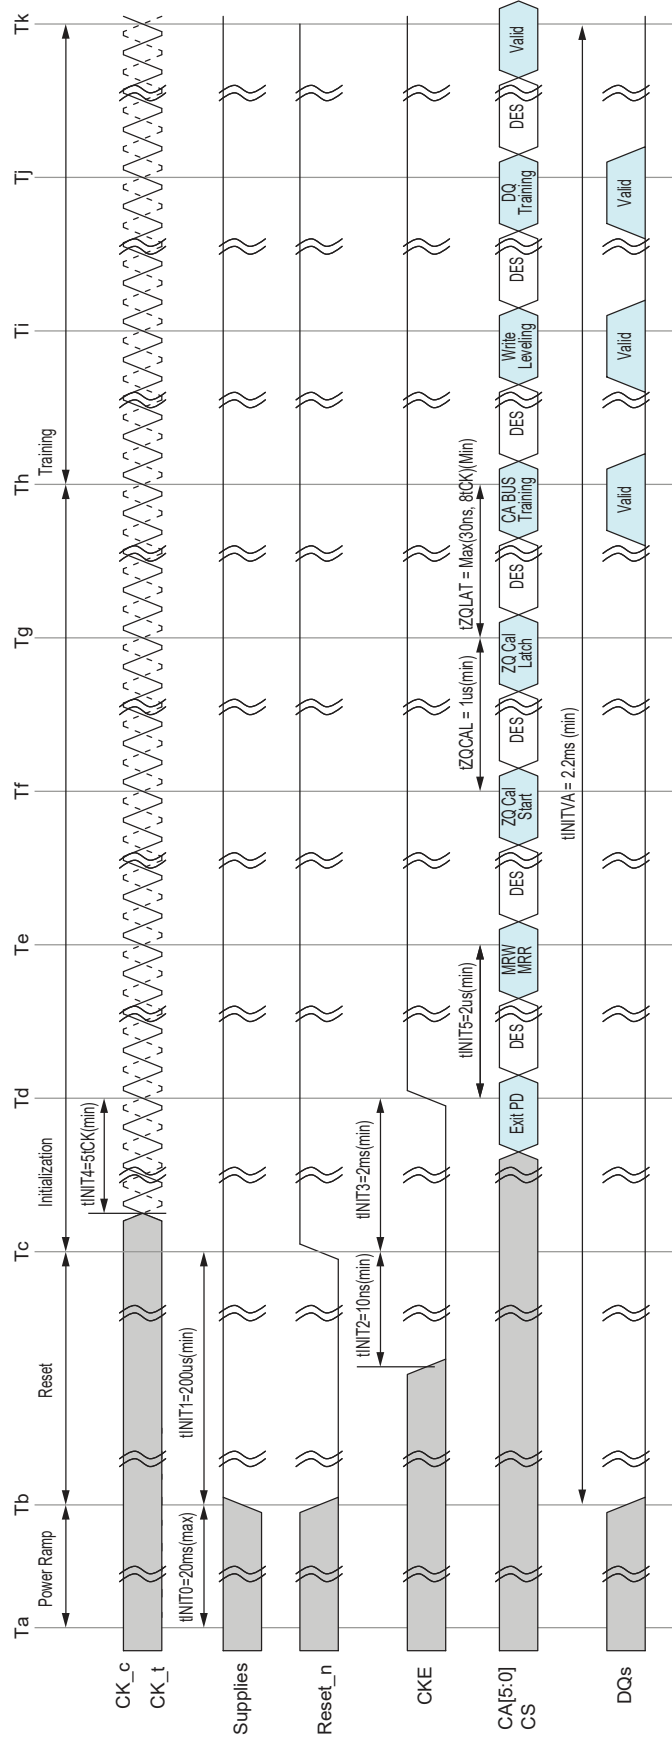 Ta Tb Tc Td Te Tf Tg Th Ti Tj Tk
Power Ramp Reset Initialization Training
tINIT4=5tCK(min)
CK_c
CK_t
tINIT0=20ms(max) tINIT1=200us(min)
Supplies
Reset_n
tINIT2=10ns(min) tINIT3=2ms(min)
CKE
tINIT5=2us(min) tZQCAL = 1us(min) tZQLAT = Max(30ns, 8tCK)(Min)
CA[5:0]
CS
Exit PD DES MRW
MRR DES ZQ Cal
Start DES ZQ Cal
Latch DES CA BUS
Training DES Write
Leveling DES DQ
Training DES Valid
tINITVA = 2.2ms (min)
DQs Valid Valid Valid